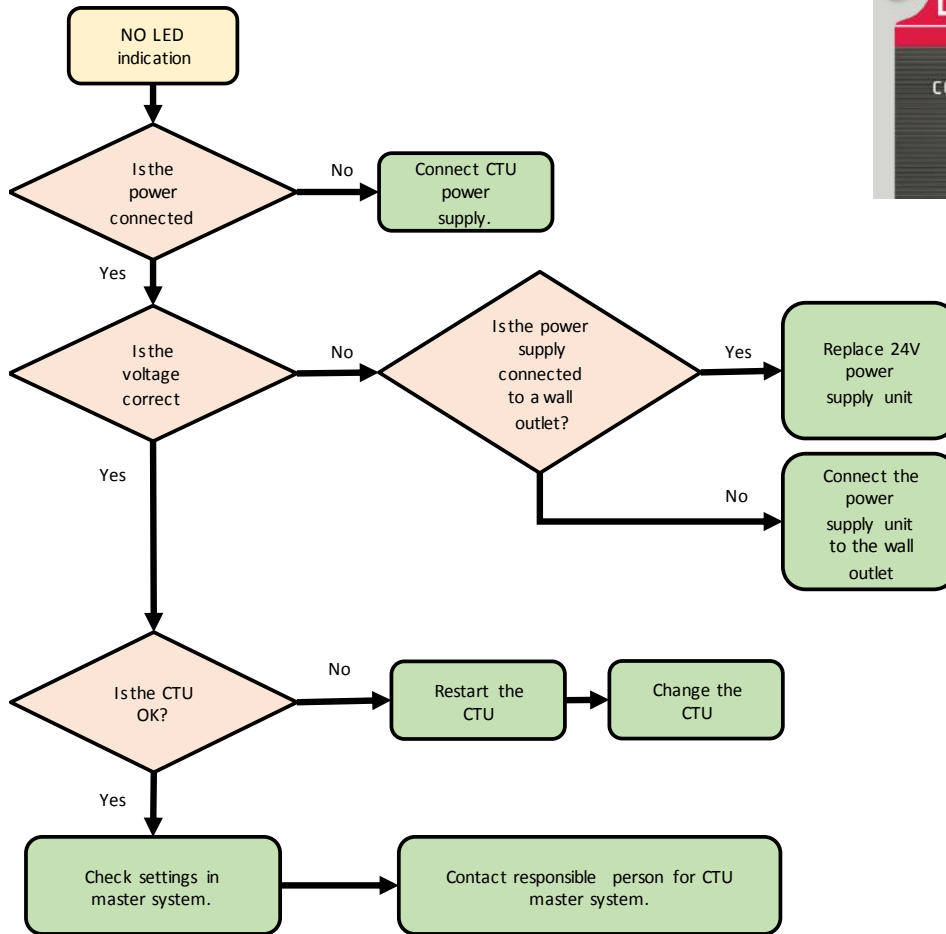 NO LED
indication
Is the
power
connected
No
Connect CTU
power
supply.
Yes
Is the
voltage
correct
No
Is the power
supply
connected
to a wall
outlet?
Yes
Replace 24V
power
supply unit
Yes
No
Connect the
power
supply unit
to the wall
outlet
Is the CTU
OK?
No
Restart the
CTU
Change the
CTU
Yes
Check settings in
master system.
Contact responsible person for CTU
master system.